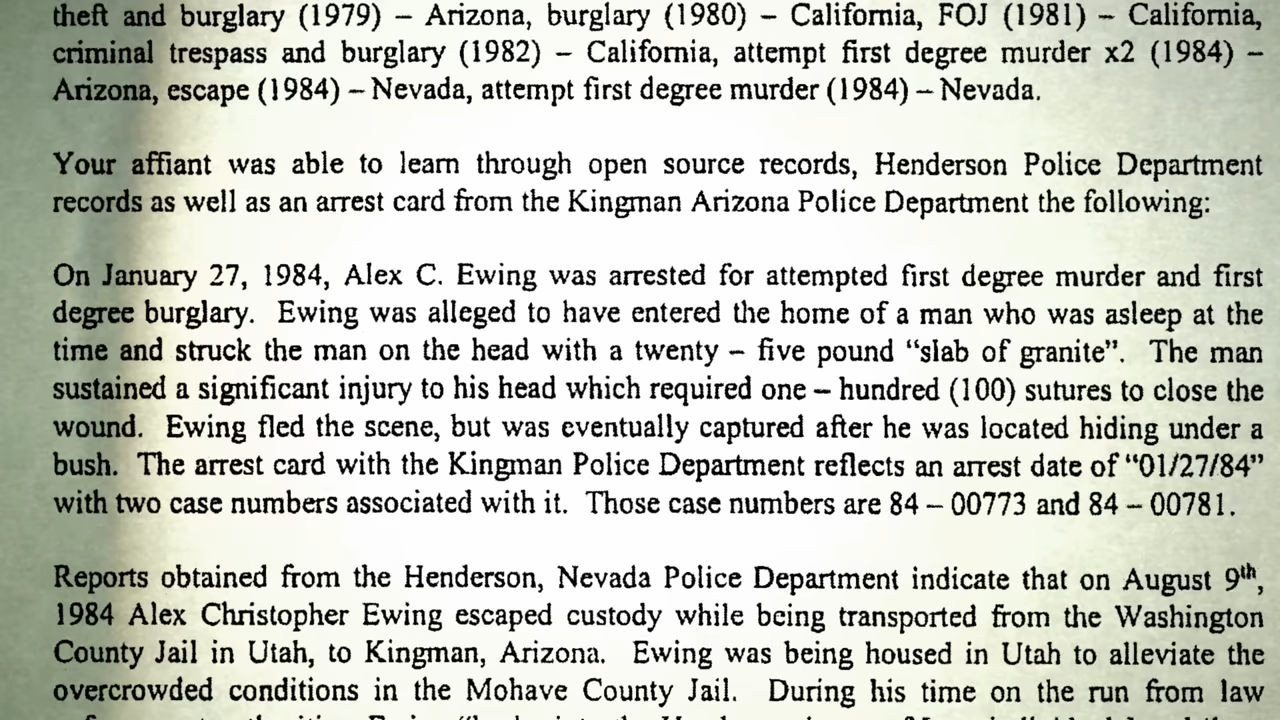 theft and burglary (1979) – Arizona, burglary (1980) – California, FOJ (1981) – California,
criminal trespass and burglary (1982) – California, attempt first degree murder x2 (1984) –
Arizona, escape (1984) – Nevada, attempt first degree murder (1984) – Nevada.
Your affiant was able to learn through open source records, Henderson Police Department
records as well as an arrest card from the Kingman Arizona Police Department the following:
On January 27, 1984, Alex C. Ewing was arrested for attempted first degree murder and first
degree burglary. Ewing was alleged to have entered the home of a man who was asleep at the
time and struck the man on the head with a twenty – five pound “slab of granite”. The man
sustained a significant injury to his head which required one – hundred (100) sutures to close the
wound. Ewing fled the scene, but was eventually captured after he was located hiding under a
bush. The arrest card with the Kingman Police Department reflects an arrest date of “01/27/84”
with two case numbers associated with it. Those case numbers are 84 – 00773 and 84 – 00781.
Reports obtained from the Henderson, Nevada Police Department indicate that on August 9th,
1984 Alex Christopher Ewing escaped custody while being transported from the Washington
County Jail in Utah, to Kingman, Arizona. Ewing was being housed in Utah to alleviate the
overcrowded conditions in the Mohave County Jail. During his time on the run from law